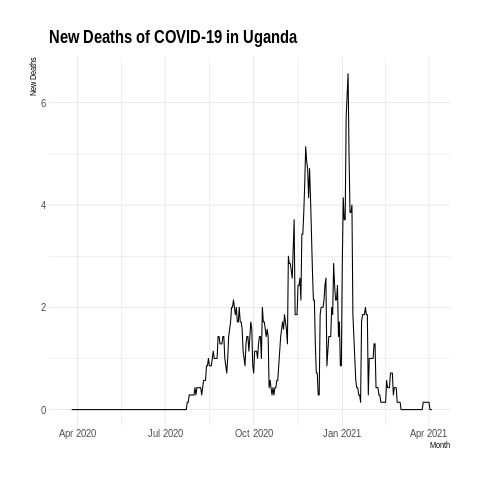 New Deaths of COVID-19 in Uganda
New Deaths
6
4
2
0
Apr 2020 Jul 2020 Oct 2020 Jan 2021 Apr 2021
Month